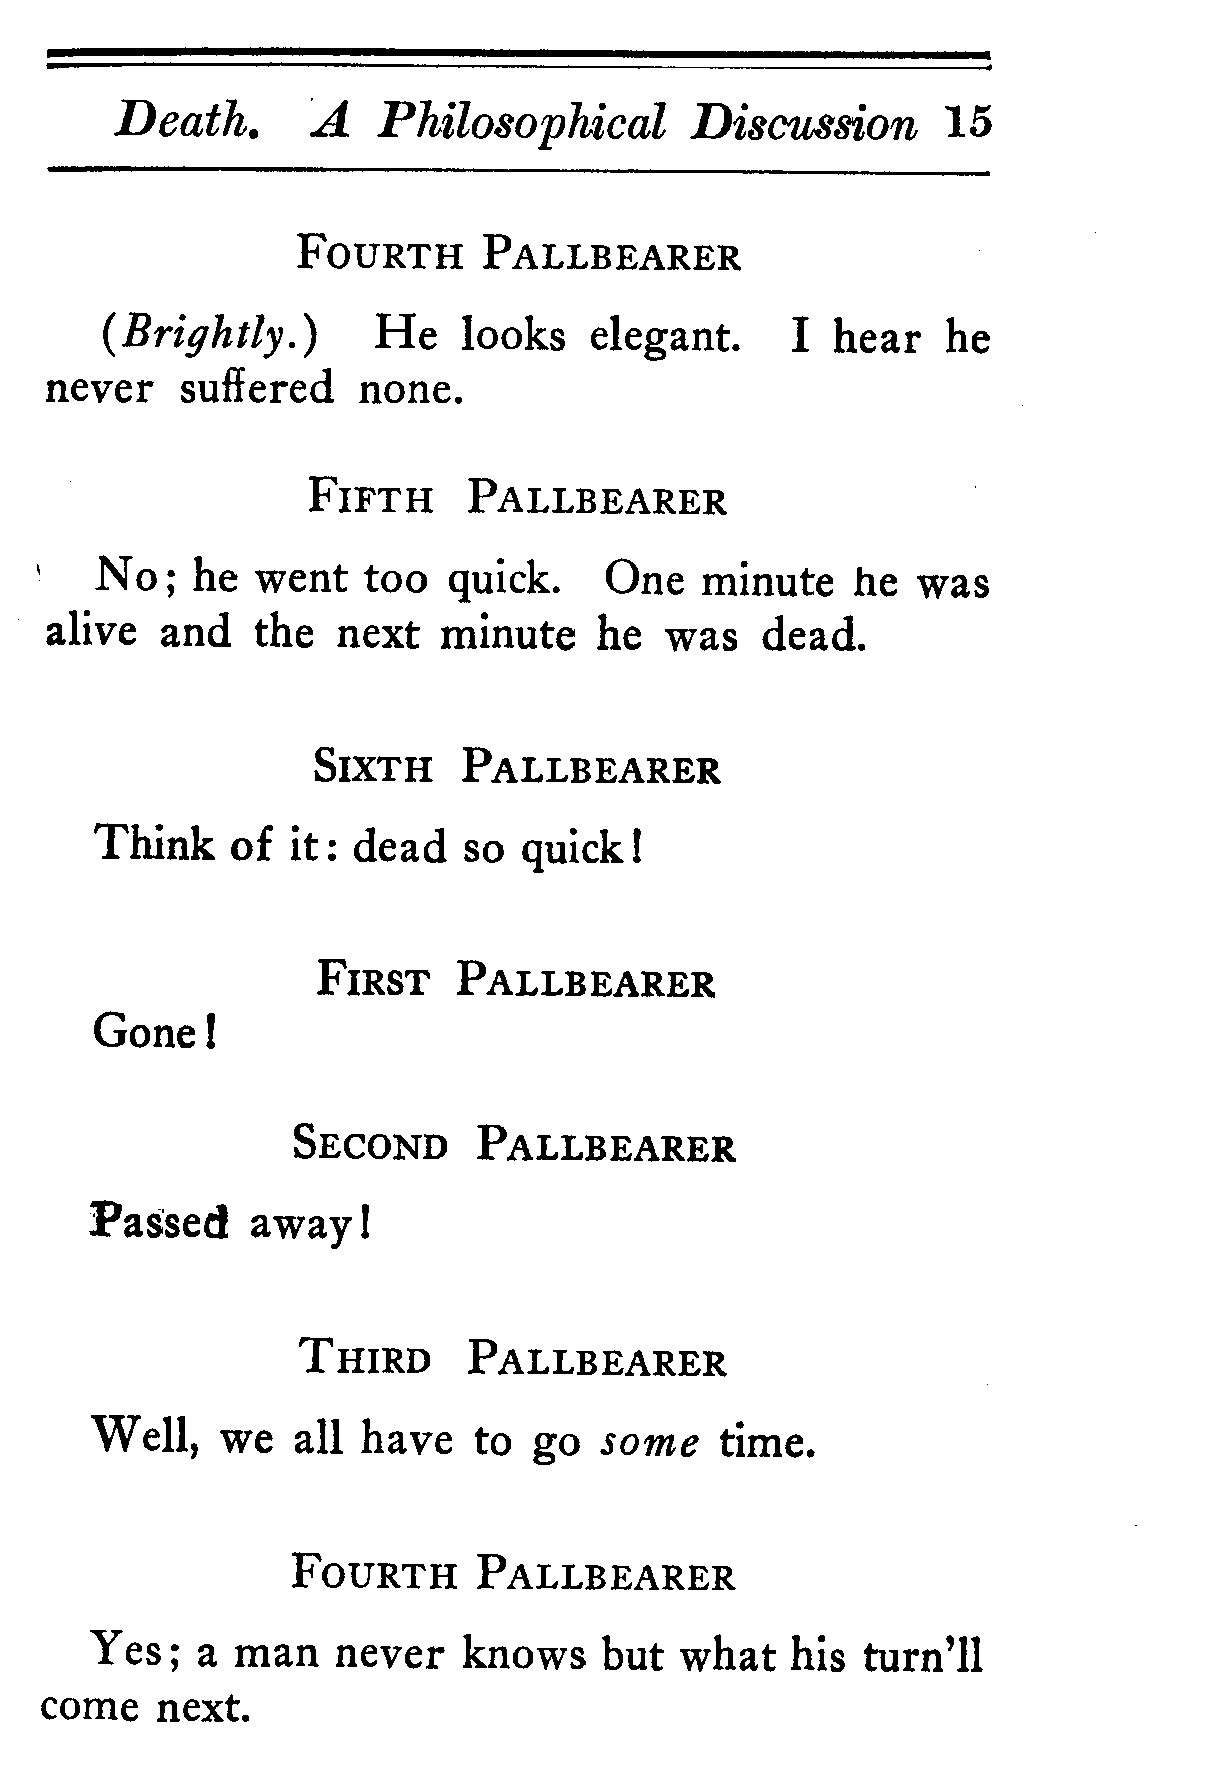 Death. A Philosophical Discussion 15
FOURTH PALLBEARER
(Brightly.) He looks elegant. I hear he
never suffered none.
FIFTH PALLBEARER
No; he went too quick. One minute he was
alive and the next minute he was dead.
SIXTH PALLBEARER
Think of it: dead so quick!
FIRST PALLBEARER
Gone!
SECOND PALLBEARER
Passed away!
THIRD PALLBEARER
Well, we all have to go some time.
FOURTH PALLBEARER
Yes; a man never knows but what his turn'll
come next.